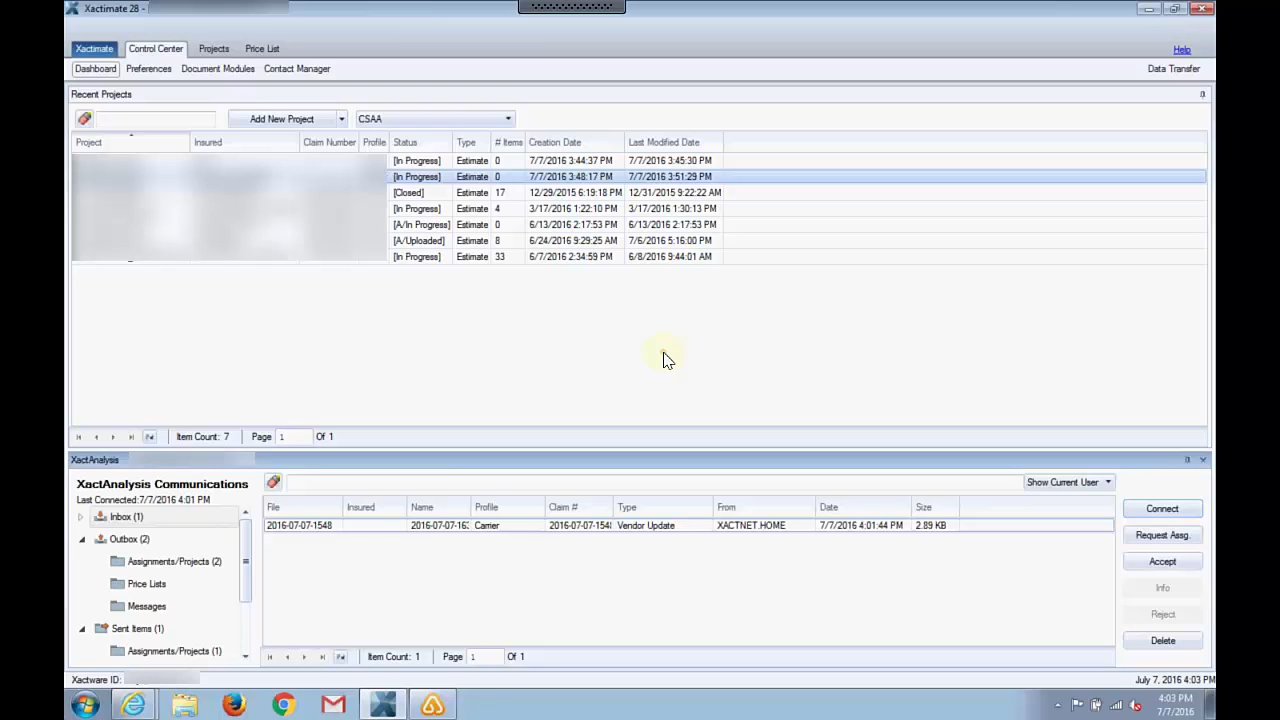 Xactimate 28 -
Xactimate Control Center Projects Price List Help
Dashboard Preferences Document Modules Contact Manager Data Transfer
Recent Projects
Add New Project CSAA
Project Insured Claim Number Profile Status Type # Items Creation Date Last Modified Date
[In Progress] Estimate 0 7/7/2016 3:44:37 PM 7/7/2016 3:45:30 PM
[In Progress] Estimate 0 7/7/2016 3:48:17 PM 7/7/2016 3:51:29 PM
[Closed] Estimate 17 12/29/2015 6:19:18 PM 12/31/2015 9:22:22 AM
[In Progress] Estimate 4 3/17/2016 1:22:10 PM 3/17/2016 1:30:13 PM
[A/In Progress] Estimate 0 6/13/2016 2:17:53 PM 6/13/2016 2:17:53 PM
[A/Uploaded] Estimate 8 6/24/2016 9:29:25 AM 7/6/2016 5:16:00 PM
[In Progress] Estimate 33 6/7/2016 2:34:59 PM 6/8/2016 9:44:01 AM
Item Count: 7 Page 1 Of 1
XactAnalysis
XactAnalysis Communications
Show Current User
Last Connected:7/7/2016 4:01 PM
File Insured Name Profile Claim # Type From Date Size
Connect
Inbox (1)
2016-07-07-1548 2016-07-07-163 Carrier 2016-07-07-154 Vendor Update XACTNET.HOME 7/7/2016 4:01:44 PM 2.89 KB
Outbox (2)
Request Assg.
Assignments/Projects (2)
Accept
Price Lists
Info
Messages
Reject
Sent Items (1)
Delete
Assignments/Projects (1)
Item Count: 1 Page 1 Of 1
Xactware ID: July 7, 2016 4:03 PM
4:03 PM
7/7/2016